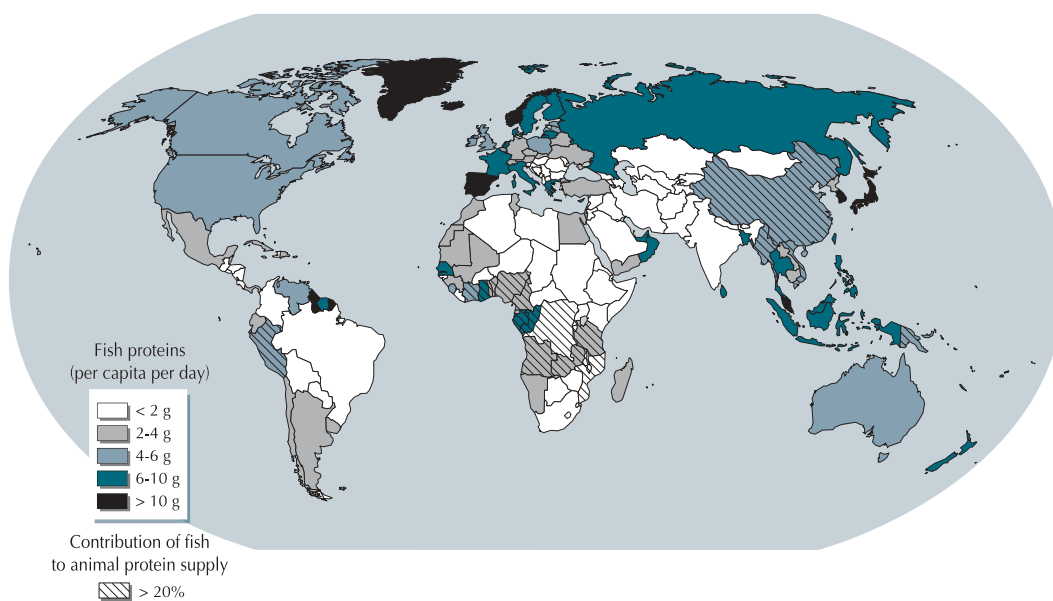 Fish proteins
(per capita per day)
< 2 g
2-4 g
4-6 g
6-10 g
> 10 g
Contribution of fish
to animal protein supply
> 20%